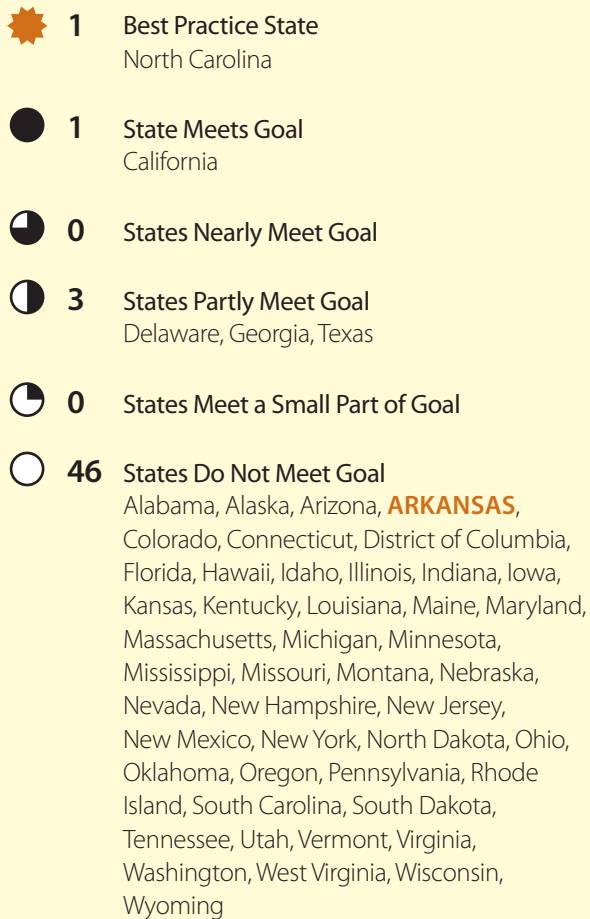 1 Best Practice State
North Carolina
1 State Meets Goal
California
0 States Nearly Meet Goal
3 States Partly Meet Goal
Delaware, Georgia, Texas
0 States Meet a Small Part of Goal
46 States Do Not Meet Goal
Alabama, Alaska, Arizona, ARKANSAS,
Colorado, Connecticut, District of Columbia,
Florida, Hawaii, Idaho, Illinois, Indiana, Iowa,
Kansas, Kentucky, Louisiana, Maine, Maryland,
Massachusetts, Michigan, Minnesota,
Mississippi, Missouri, Montana, Nebraska,
Nevada, New Hampshire, New Jersey,
New Mexico, New York, North Dakota, Ohio,
Oklahoma, Oregon, Pennsylvania, Rhode
Island, South Carolina, South Dakota,
Tennessee, Utah, Vermont, Virginia,
Washington, West Virginia, Wisconsin,
Wyoming